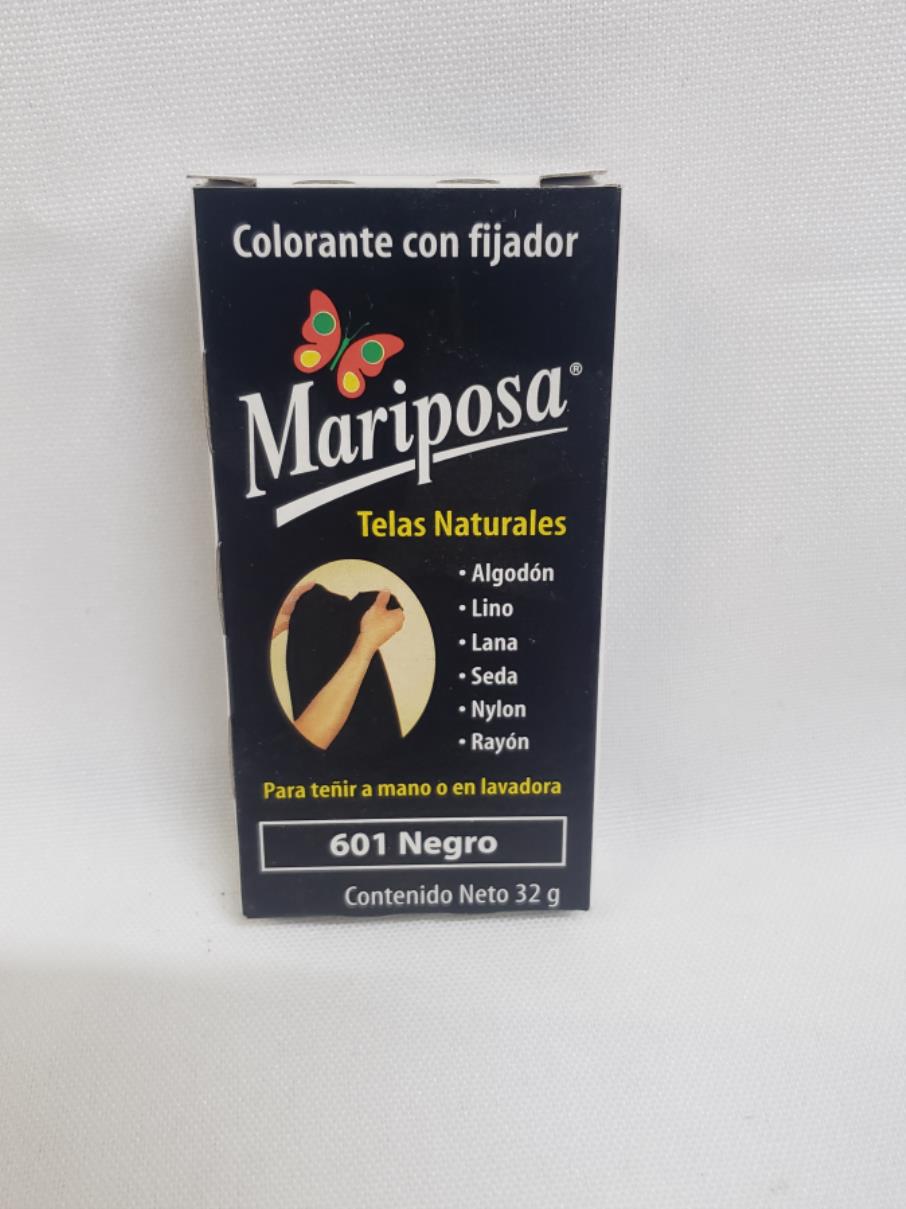 Colorante con fijador
Mariposa®
Telas Naturales
• Algodón
• Lino
• Lana
• Seda
• Nylon
• Rayón
Para teñir a mano o en lavadora
601 Negro
Contenido Neto 32 g